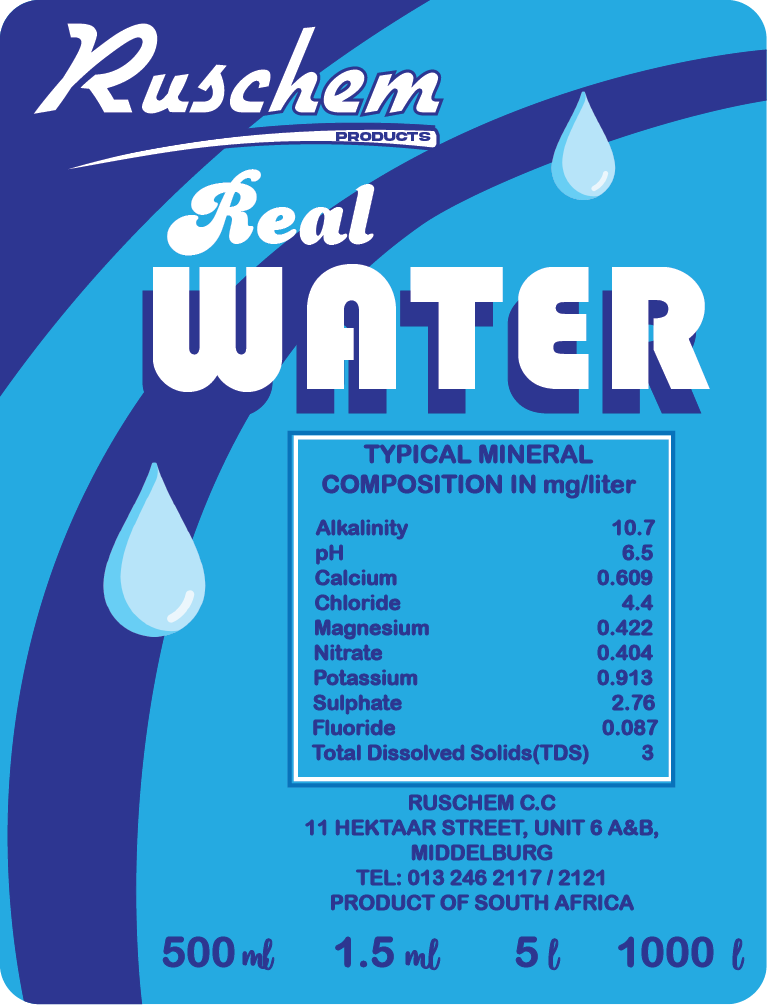 Ruschem
PRODUCTS
Real
WATER
TYPICAL MINERAL
COMPOSITION IN mg/liter
Alkalinity 10.7
pH 6.5
Calcium 0.609
Chloride 4.4
Magnesium 0.422
Nitrate 0.404
Potassium 0.913
Sulphate 2.76
Fluoride 0.087
Total Dissolved Solids(TDS) 3
RUSCHEM C.C
11 HEKTAAR STREET, UNIT 6 A&B,
MIDDELBURG
TEL: 013 246 2117 / 2121
PRODUCT OF SOUTH AFRICA
500 ml 1.5 ml 5 l 1000 l